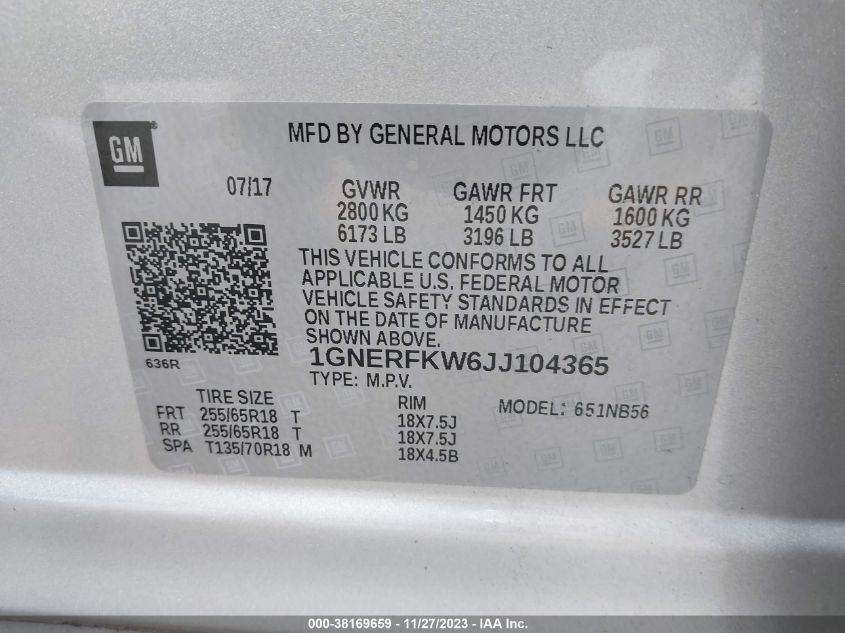 GM®
MFD BY GENERAL MOTORS LLC
07/17 GVWR GAWR FRT GAWR RR
2800 KG 1450 KG 1600 KG
6173 LB 3196 LB 3527 LB
THIS VEHICLE CONFORMS TO ALL
APPLICABLE U.S. FEDERAL MOTOR
VEHICLE SAFETY STANDARDS IN EFFECT
ON THE DATE OF MANUFACTURE
SHOWN ABOVE.
636R
1GNERFKW6JJ104365
TYPE: M.P.V.
TIRE SIZE RIM MODEL: 651NB56
FRT 255/65R18 T 18X7.5J
RR 255/65R18 T 18X7.5J
SPA T135/70R18 M 18X4.5B
000-38169659 - 11/27/2023 - IAA Inc.